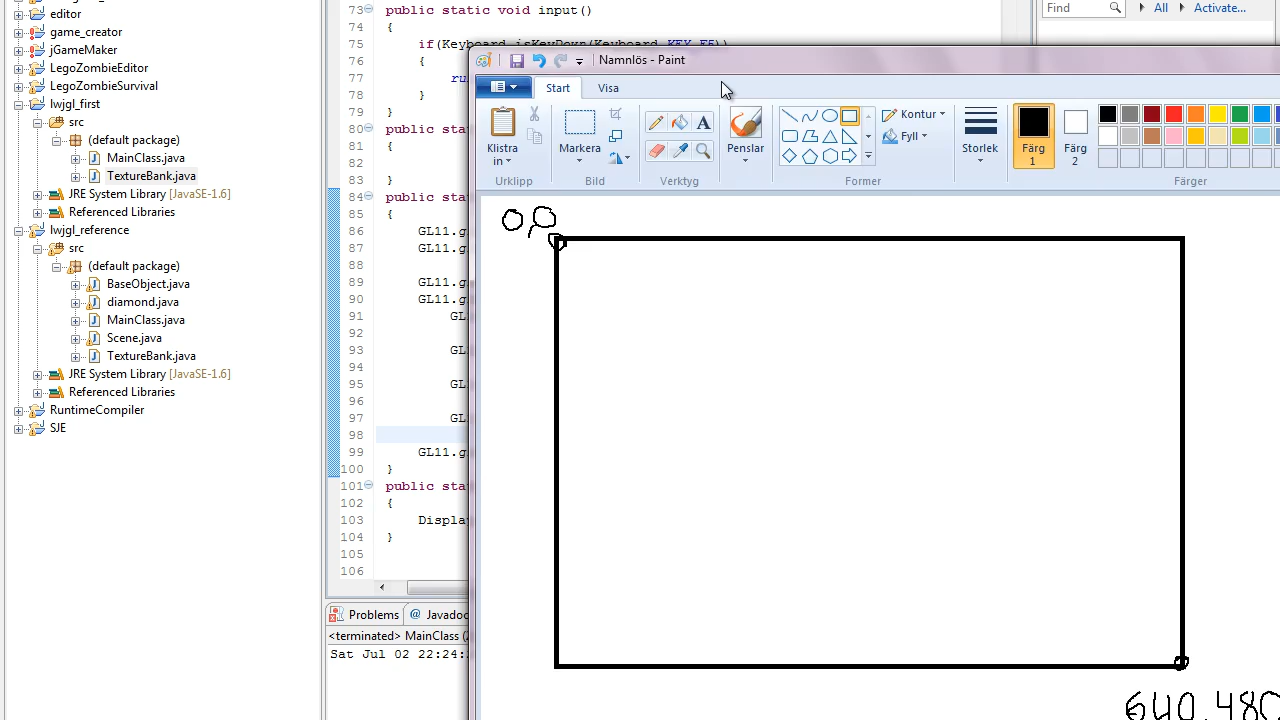 editor
game_creator
jGameMaker
LegoZombieEditor
LegoZombieSurvival
lwjgl_first
src
(default package)
MainClass.java
TextureBank.java
JRE System Library [JavaSE-1.6]
Referenced Libraries
lwjgl_reference
src
(default package)
BaseObject.java
diamond.java
MainClass.java
Scene.java
TextureBank.java
JRE System Library [JavaSE-1.6]
Referenced Libraries
RuntimeCompiler
SJE
73 public static void input()
74 {
75 if(Keyboard.isKeyDown(Keyboard.KEY_F5))
76 {
77 ru
78 }
79 }
80 public sta
81 {
82
83 }
84 public sta
85 {
86 GL11.g
87 GL11.g
88
89 GL11.g
90 GL11.g
91 GL
92
93 GL
94
95 GL
96
97 GL
98
99 GL11.g
100 }
101 public sta
102 {
103 Display
104 }
105
106
Problems @ Javadoc
<terminated> MainClass (
Sat Jul 02 22:24:
Find All Activate...
Namnlös - Paint
Start Visa
Klistra in
Urklipp
Markera
Bild
Verktyg
Penslar
Former
Kontur
Fyll
Storlek
Färg 1
Färg 2
Färger
0,0
640,480